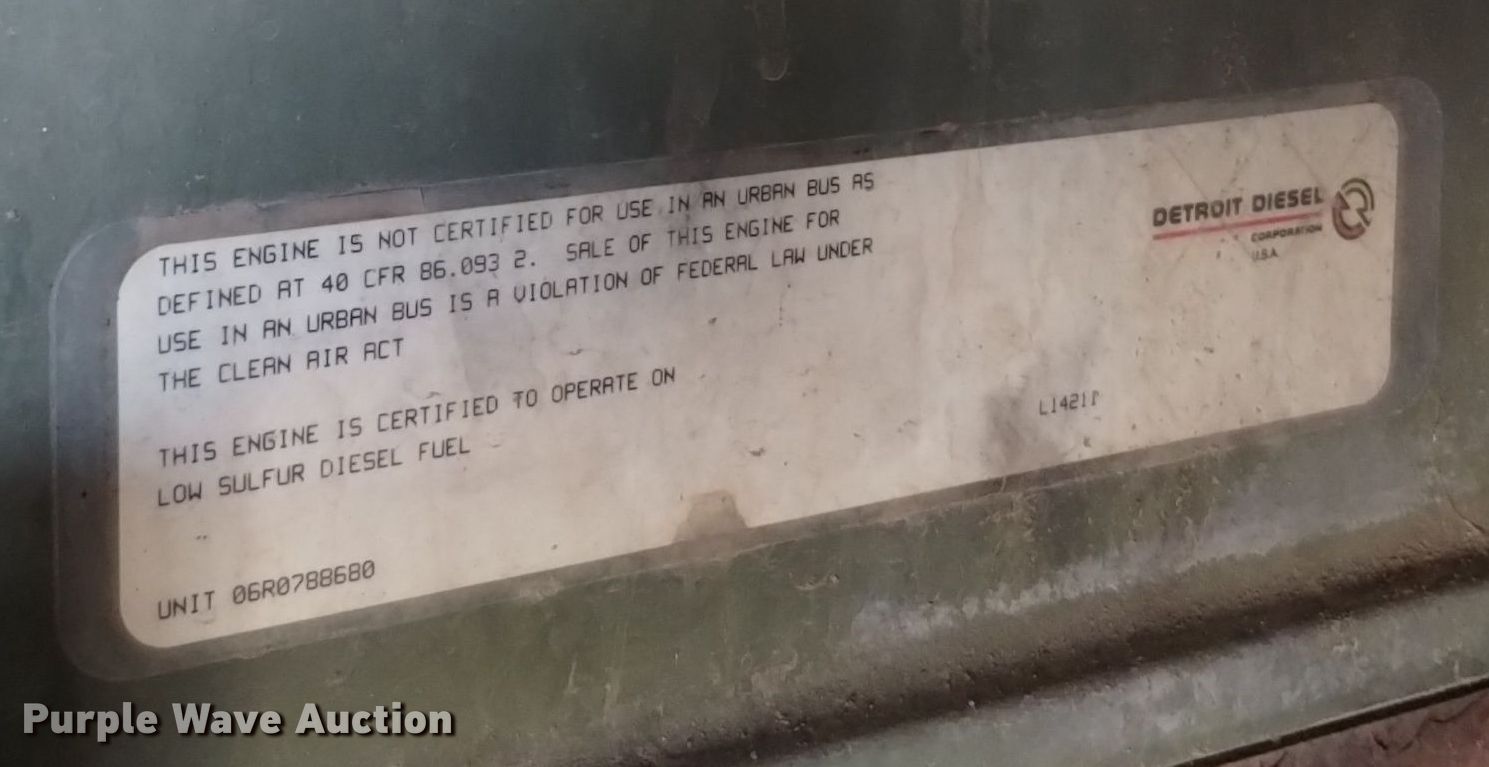 THIS ENGINE IS NOT CERTIFIED FOR USE IN AN URBAN BUS AS
DEFINED AT 40 CFR 86.093 2. SALE OF THIS ENGINE FOR
USE IN AN URBAN BUS IS A VIOLATION OF FEDERAL LAW UNDER
THE CLEAN AIR ACT
THIS ENGINE IS CERTIFIED TO OPERATE ON
LOW SULFUR DIESEL FUEL
UNIT 06R0788680
DETROIT DIESEL
CORPORATION
U.S.A.
Purple Wave Auction